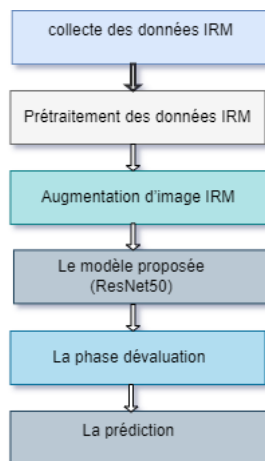 collecte des données IRM
Prétraitement des données IRM
Augmentation d'image IRM
Le modèle proposée
(ResNet50)
La phase dévaluation
La prédiction